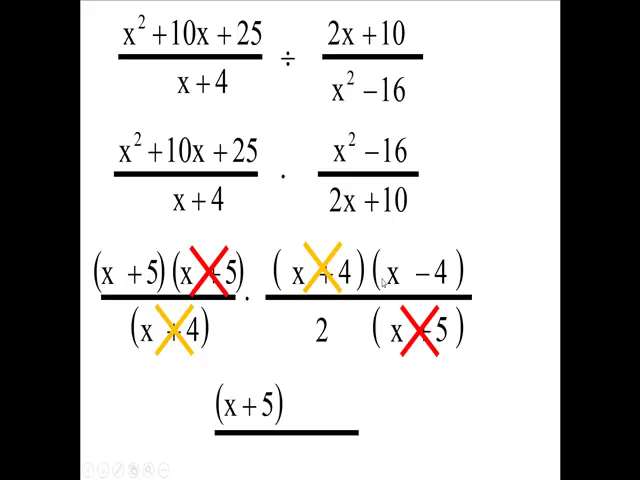 x² +10x + 25 ÷ 2x +10
x + 4 x² − 16
x² +10x + 25 · x² − 16
x + 4 2x +10
(x + 5) (x + 5) · (x + 4) (x − 4)
(x + 4) 2 (x + 5)
(x + 5)